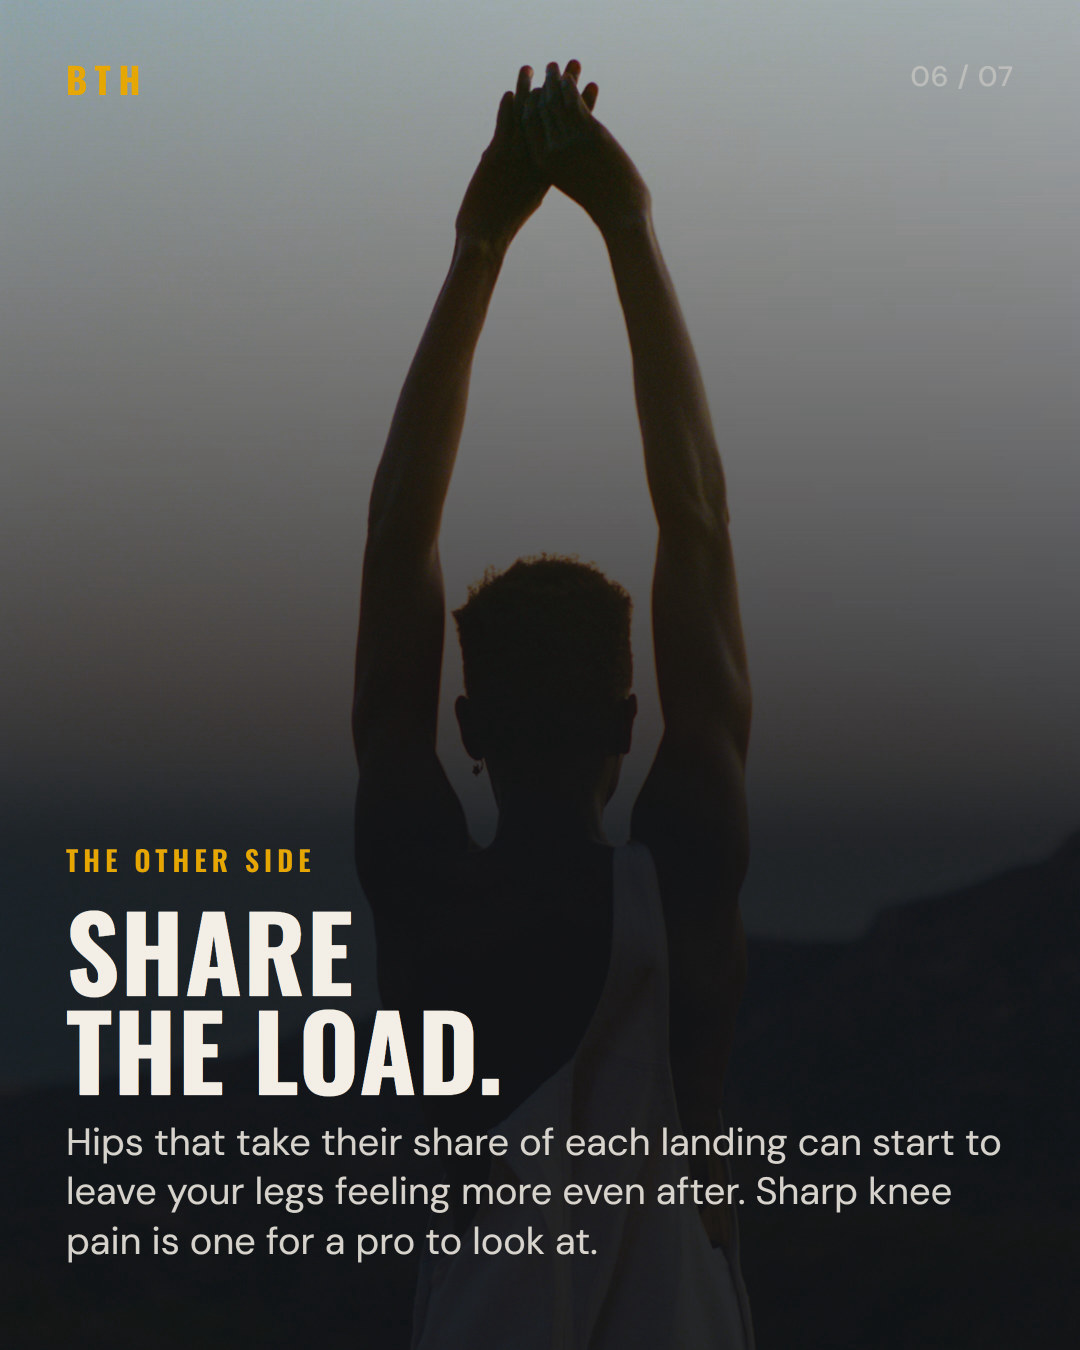 BTH
06 / 07
THE OTHER SIDE
SHARE
THE LOAD.
Hips that take their share of each landing can start to
leave your legs feeling more even after. Sharp knee
pain is one for a pro to look at.